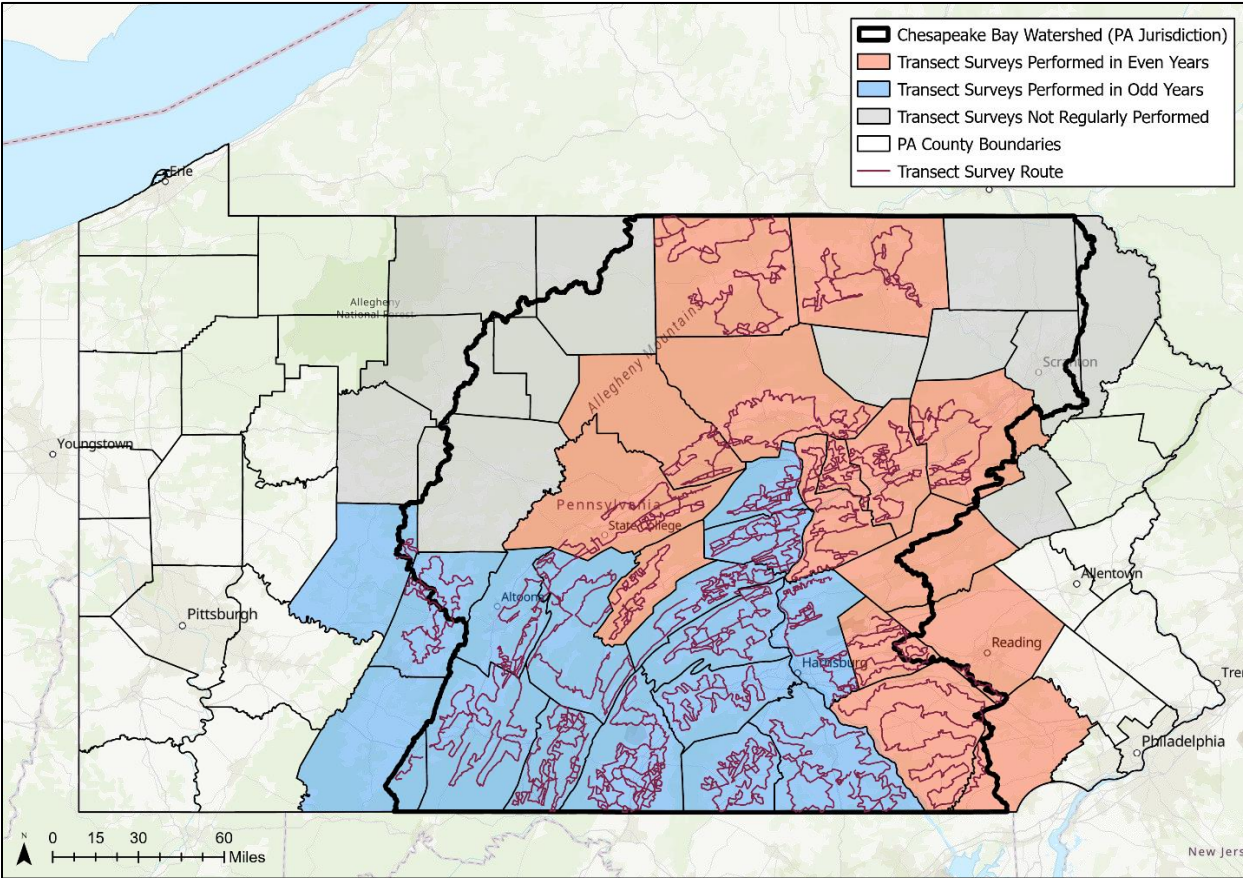 Chesapeake Bay Watershed (PA Jurisdiction)
Transect Surveys Performed in Even Years
Transect Surveys Performed in Odd Years
Transect Surveys Not Regularly Performed
PA County Boundaries
Transect Survey Route
Erie
Allegheny
National Forest
Allegheny Mountains
Scranton
Youngstown
Pennsylvania
State College
Allentown
Altoona
Pittsburgh
Reading
Harrisburg
Tre
Philadelphia
N
0 15 30 60
Miles
New Jers